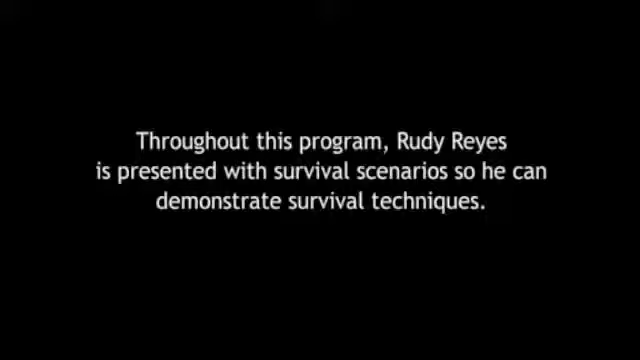 Throughout this program, Rudy Reyes
is presented with survival scenarios so he can
demonstrate survival techniques.